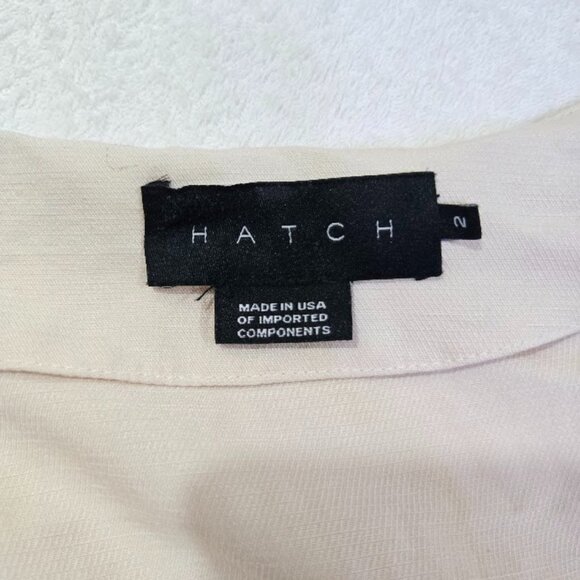 HATCH
2
MADE IN USA
OF IMPORTED
COMPONENTS